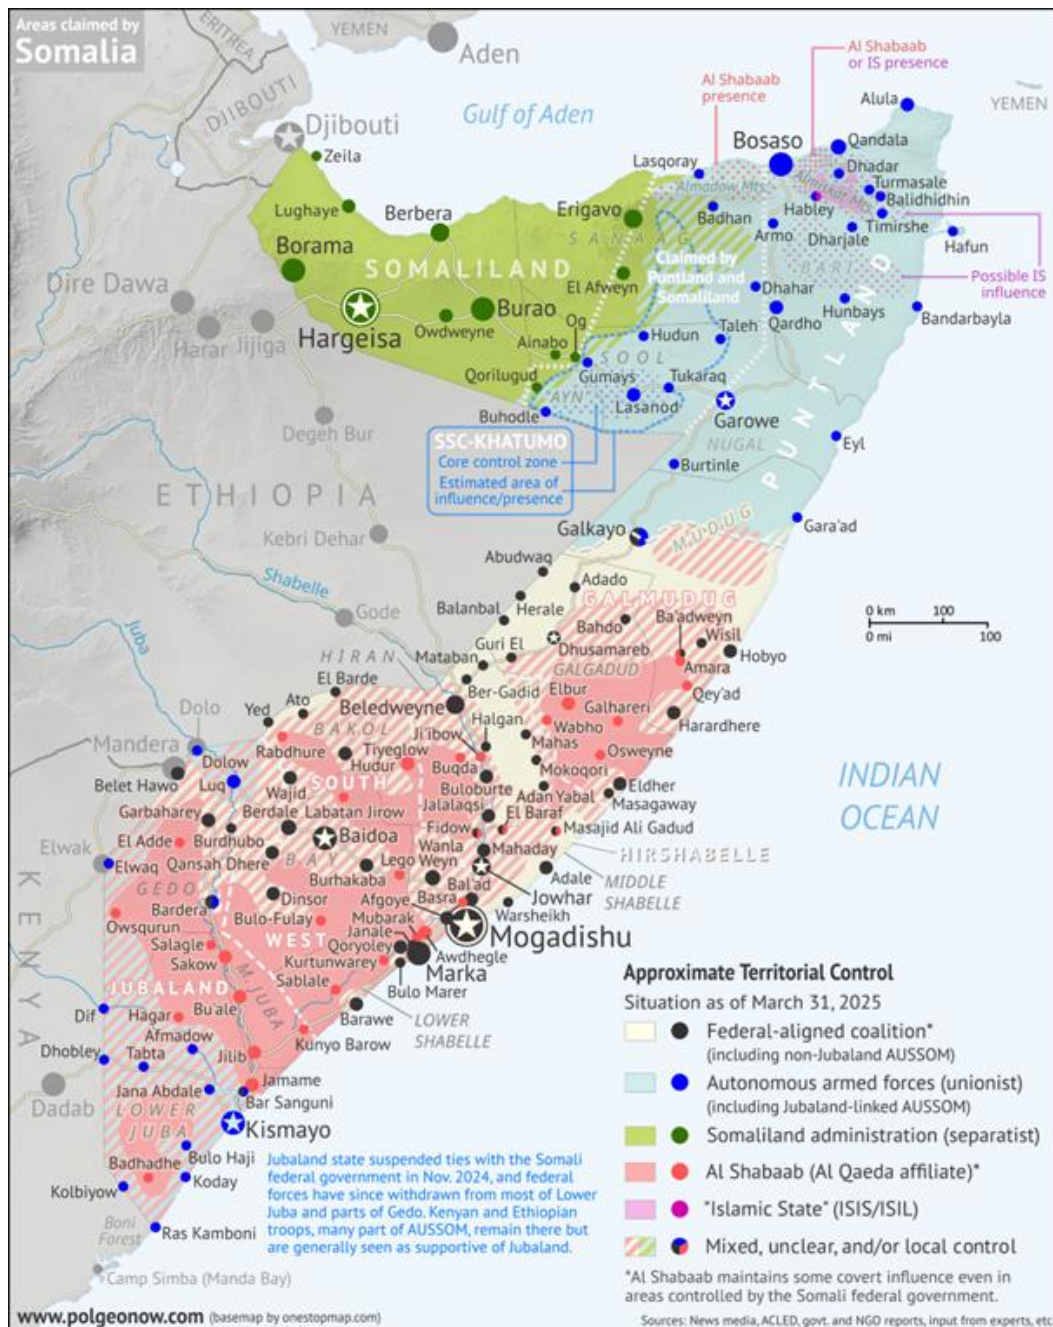 Areas claimed by
Somalia
ERITREA
YEMEN
Aden
DJIBOUTI
Djibouti
Gulf of Aden
Al Shabaab
presence
Al Shabaab
or IS presence
YEMEN
Alula
Zeila
Lasqoray
Bosaso
Qandala
Dhadar
Turmasale
Balidhidhin
Almadow Mts.
Almiskat Mts.
Habley
Timirshe
Hafun
Lughaye
Berbera
Erigavo
Badhan
Armo
Dharjale
SANAAG
Borama
SOMALILAND
Claimed by
Puntland and
Somaliland
BARI
Possible IS
influence
Dire Dawa
El Afweyn
Dhahar
Hunbays
Bandarbayla
Harar
Jijiga
Hargeisa
Owdweyne
Burao
Og
Ainabo
Hudun
Taleh
Qardho
PUNTLAND
SOOL
Qorilugud
Gumays
Tukaraq
AYN
Lasanod
Buhodle
Garowe
Degeh Bur
SSC-KHATUMO
Core control zone
Estimated area of
influence/presence
NUGAL
Eyl
Burtinle
ETHIOPIA
Galkayo
MUDUG
Gara'ad
Kebri Dehar
Abudwaq
Adado
Shabelle
GALMUDUG
Balanbal
Herale
Ba'adweyn
Gode
Bahdo
Wisil
Juba
Guri El
Dhusamareb
Hobyo
HIRAN
Mataban
GALGADUD
Amara
El Barde
Ber-Gadid
Elbur
Qey'ad
Dolo
Ato
Beledweyne
Galhareri
Yed
BAKOL
Halgan
Wabho
Harardhere
Mandera
Rabdhure
Ji'ibow
Mahas
Osweyne
Tiyeglow
Dolow
Hudur
Buqda
Mokoqori
Belet Hawo
Luq
SOUTH
Buloburte
Eldher
Wajid
Adan Yabal
Masagaway
Garbaharey
Berdale
Labatan Jirow
Jalalaqsi
El Baraf
El Adde
Burdhubo
Baidoa
Fidow
Masajid Ali Gadud
Elwak
Qansah Dhere
BAY
Lego
Wanla
Weyn
Mahaday
HIRSHABELLE
Elwaq
Burhakaba
GEDO
Dinsor
Bal'ad
Adale
MIDDLE
SHABELLE
Bardera
Afgoye
Basra
Jowhar
Bulo-Fulay
Warsheikh
Owsqurun
Mubarak
Mogadishu
Salagle
WEST
Janale
Qoryoley
Awdhegle
Sakow
Kurtunwarey
Marka
Sablale
Bulo Marer
KENYA
JUBALAND
M. JUBA
Bu'ale
Barawe
LOWER
SHABELLE
Dif
Hagar
Afmadow
Kunyo Barow
Dhobley
Tabta
Jilib
Dadab
Jana Abdale
Jamame
Bar Sanguni
LOWER
JUBA
Kismayo
Badhadhe
Bulo Haji
Kolbiyow
Koday
Boni
Forest
Ras Kamboni
Camp Simba (Manda Bay)
INDIAN
OCEAN
0 km 100
0 mi 100
Jubaland state suspended ties with the Somali
federal government in Nov. 2024, and federal
forces have since withdrawn from most of Lower
Juba and parts of Gedo. Kenyan and Ethiopian
troops, many part of AUSSOM, remain there but
are generally seen as supportive of Jubaland.
Approximate Territorial Control
Situation as of March 31, 2025
Federal-aligned coalition*
(including non-Jubaland AUSSOM)
Autonomous armed forces (unionist)
(including Jubaland-linked AUSSOM)
Somaliland administration (separatist)
Al Shabaab (Al Qaeda affiliate)*
"Islamic State" (ISIS/ISIL)
Mixed, unclear, and/or local control
*Al Shabaab maintains some covert influence even in
areas controlled by the Somali federal government.
www.polgeonow.com (basemap by onestopmap.com)
Sources: News media, ACLED, govt. and NGO reports, input from experts, etc